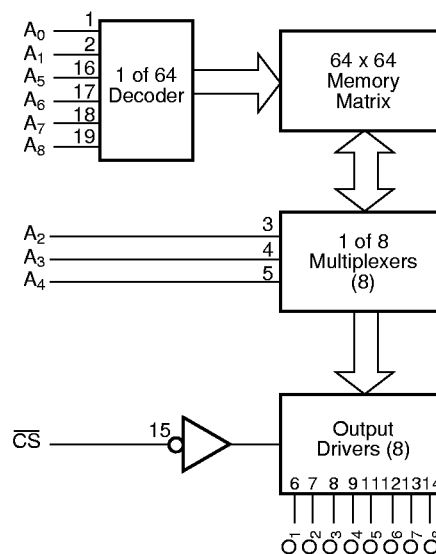 A0 1
A1 2
A5 16
A6 17
A7 18
A8 19
1 of 64
Decoder
64 x 64
Memory
Matrix
A2 3
A3 4
A4 5
1 of 8
Multiplexers
(8)
CS 15
Output
Drivers (8)
6 7 8 9 11 12 13 14
O1 O2 O3 O4 O5 O6 O7 O8